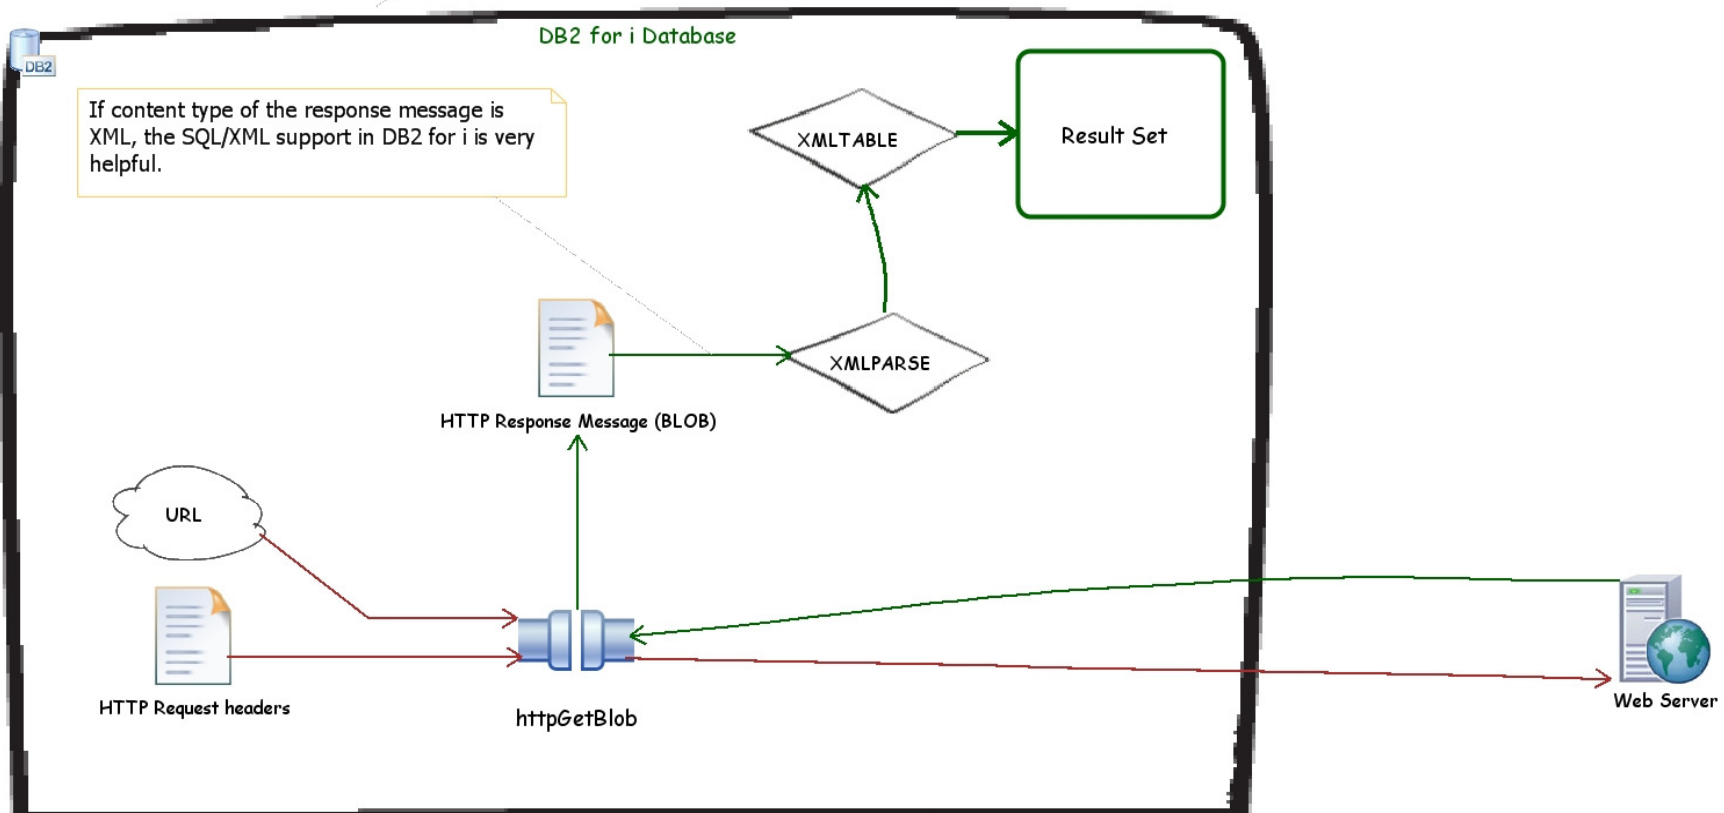 DB2 for i Database
DB2
If content type of the response message is
XML, the SQL/XML support in DB2 for i is very
helpful.
XMLTABLE
Result Set
XMLPARSE
HTTP Response Message (BLOB)
URL
HTTP Request headers
httpGetBlob
Web Server